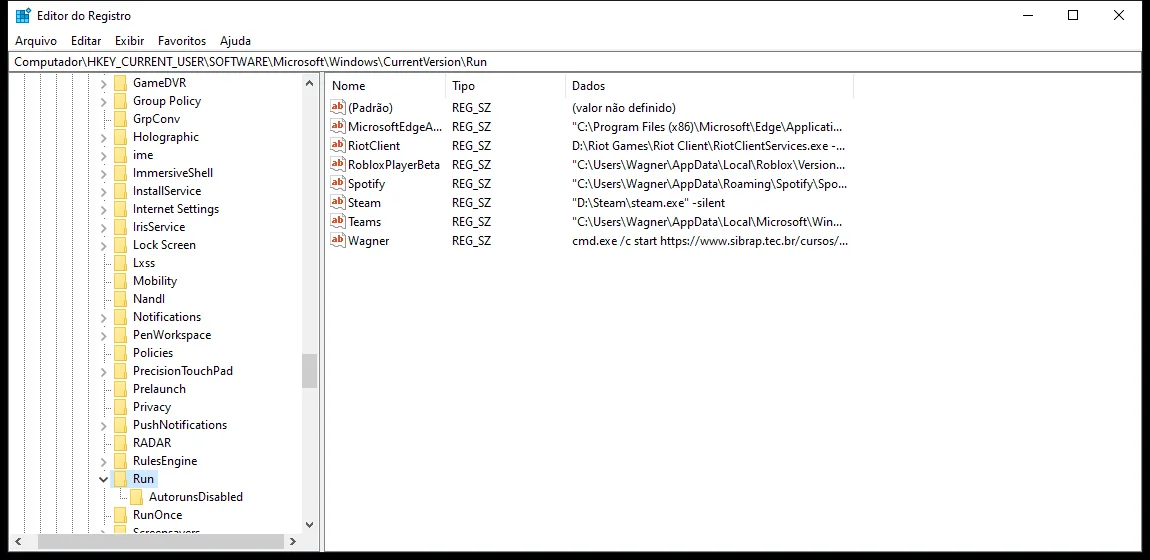 Editor do Registro
Arquivo Editar Exibir Favoritos Ajuda
Computador\HKEY_CURRENT_USER\SOFTWARE\Microsoft\Windows\CurrentVersion\Run
GameDVR
Group Policy
GrpConv
Holographic
ime
ImmersiveShell
InstallService
Internet Settings
IrisService
Lock Screen
Lxss
Mobility
Nandl
Notifications
PenWorkspace
Policies
PrecisionTouchPad
Prelaunch
Privacy
PushNotifications
RADAR
RulesEngine
Run
AutorunsDisabled
RunOnce
Screensavers
Nome Tipo Dados
(Padrão) REG_SZ (valor não definido)
MicrosoftEdgeA... REG_SZ "C:\Program Files (x86)\Microsoft\Edge\Applicati...
RiotClient REG_SZ D:\Riot Games\Riot Client\RiotClientServices.exe -...
RobloxPlayerBeta REG_SZ "C:\Users\Wagner\AppData\Local\Roblox\Version...
Spotify REG_SZ "C:\Users\Wagner\AppData\Roaming\Spotify\Spo...
Steam REG_SZ "D:\Steam\steam.exe" -silent
Teams REG_SZ "C:\Users\Wagner\AppData\Local\Microsoft\Win...
Wagner REG_SZ cmd.exe /c start https://www.sibrap.tec.br/cursos/...